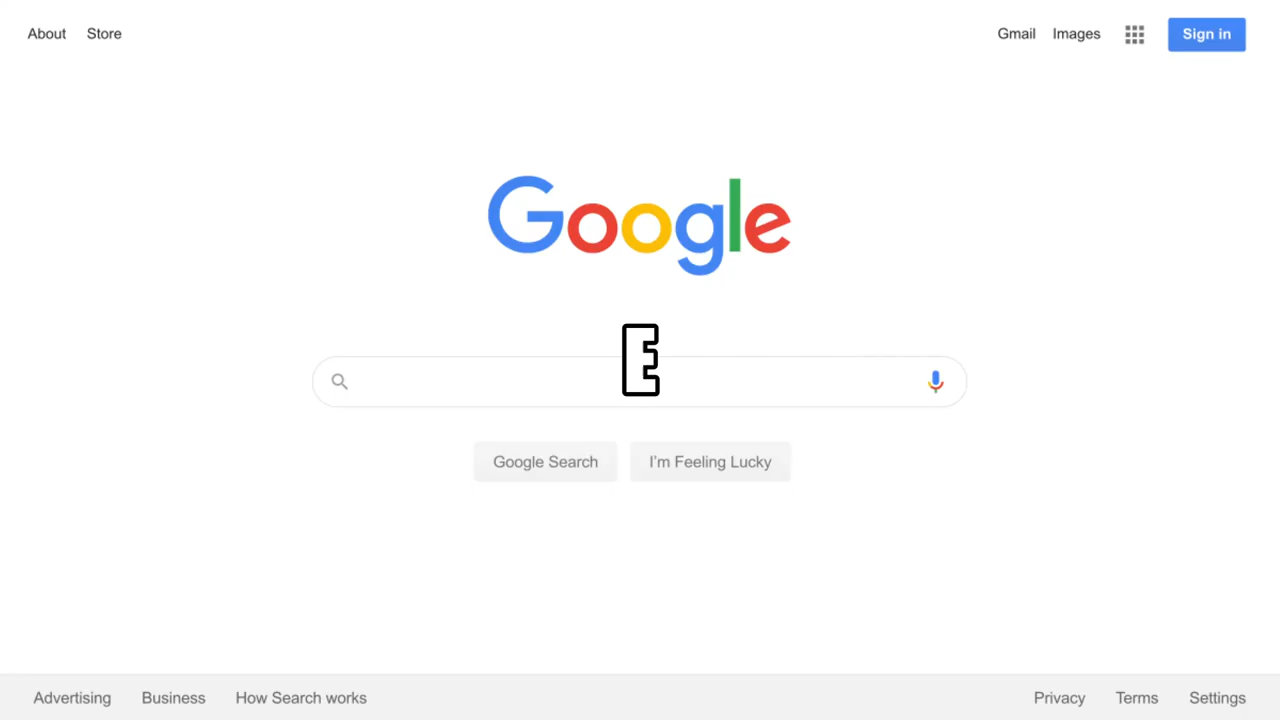 About Store Gmail Images Sign in
Google
E
Google Search I'm Feeling Lucky
Advertising Business How Search works Privacy Terms Settings